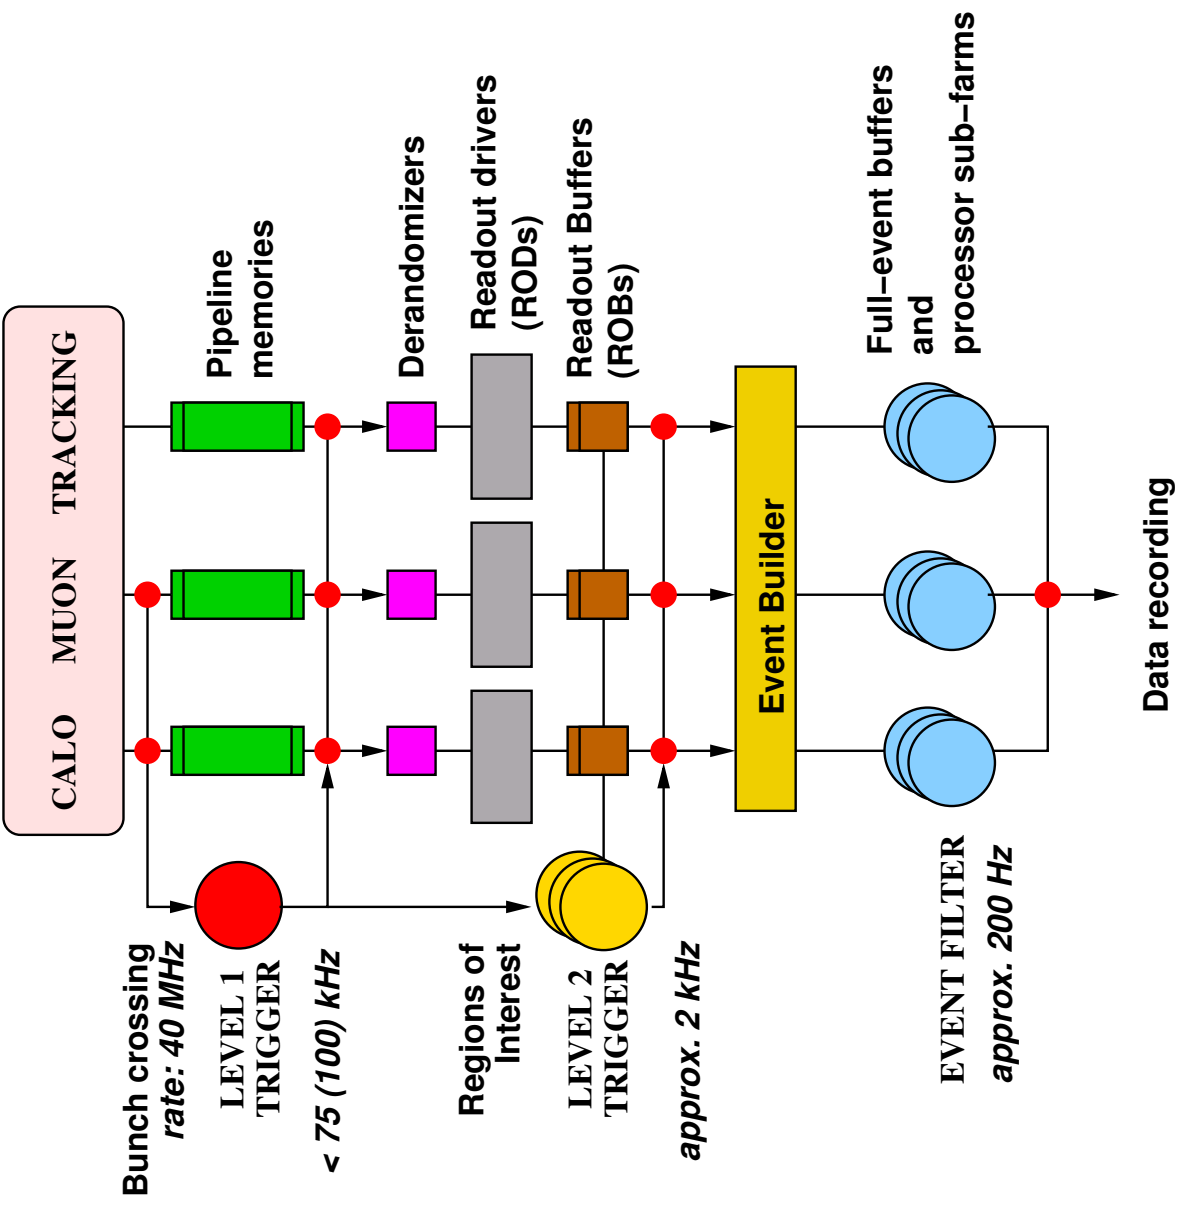 CALO MUON TRACKING
Bunch crossing
rate: 40 MHz
LEVEL 1
TRIGGER
< 75 (100) kHz
Pipeline
memories
Derandomizers
Regions of
Interest
Readout drivers
(RODs)
LEVEL 2
TRIGGER
Readout Buffers
(ROBs)
approx. 2 kHz
Event Builder
EVENT FILTER
approx. 200 Hz
Full−event buffers
and
processor sub−farms
Data recording